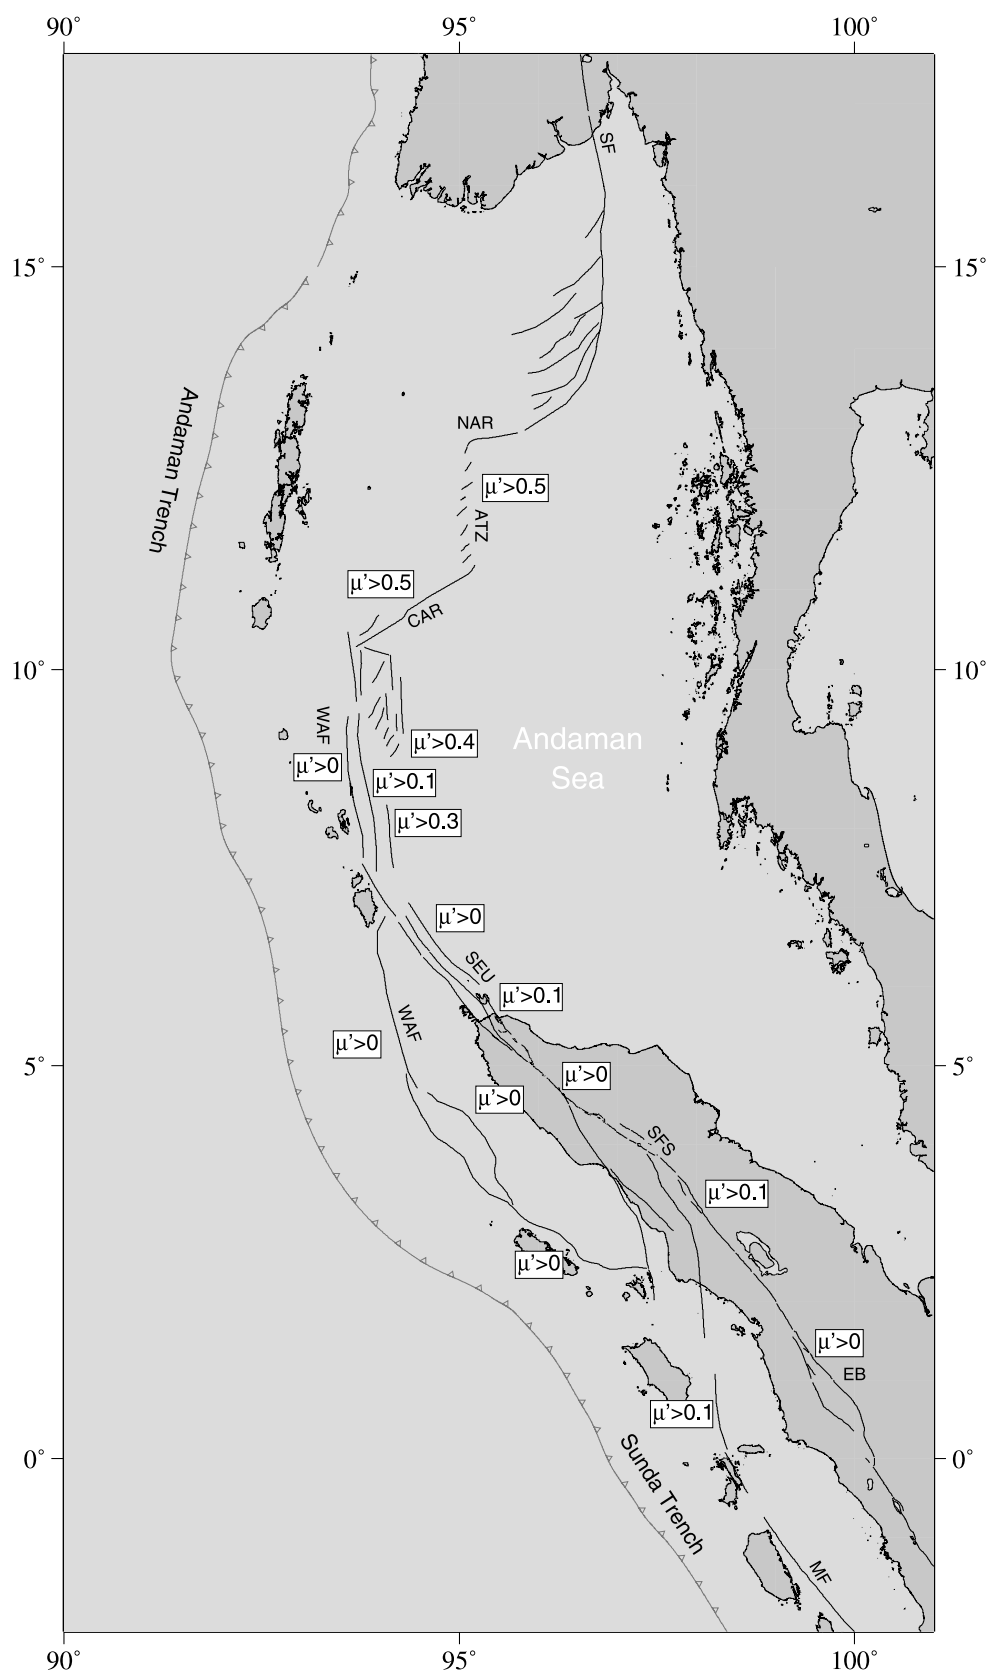 90˚ 95˚ 100˚
SF
15˚ 15˚
Andaman Trench
NAR
μ'>0.5
ATZ
μ'>0.5
CAR
10˚ 10˚
WAF
μ'>0.4
Andaman
Sea
μ'>0
μ'>0.1
μ'>0.3
μ'>0
SEU
μ'>0.1
WAF
μ'>0
5˚ 5˚
μ'>0
μ'>0
SFS
μ'>0.1
μ'>0
μ'>0
EB
μ'>0.1
Sunda Trench
0˚ 0˚
MF
90˚ 95˚ 100˚